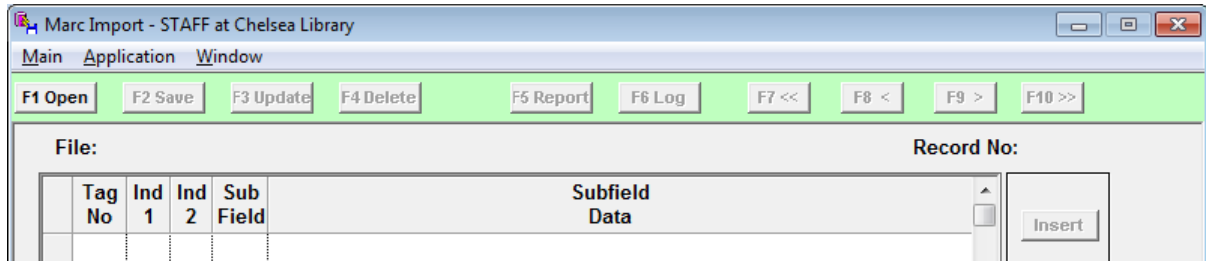 Marc Import - STAFF at Chelsea Library
Main Application Window
F1 Open F2 Save F3 Update F4 Delete F5 Report F6 Log F7 << F8 < F9 > F10 >>
File: Record No:
Tag Ind Ind Sub Subfield
No 1 2 Field Data
Insert